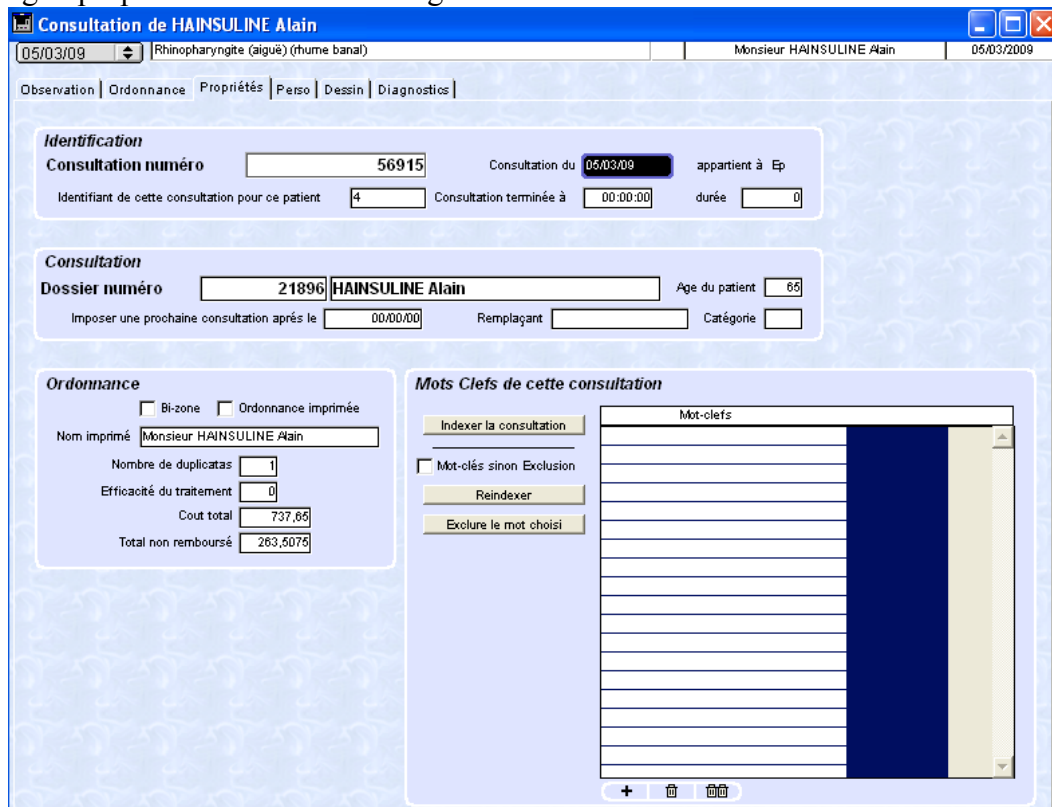 Consultation de HAINSULINE Alain
05/03/09 Rhinopharyngite (aiguë) (rhume banal) Monsieur HAINSULINE Alain 05/03/2009
Observation Ordonnance Propriétés Perso Dessin Diagnostics
Identification
Consultation numéro 56915 Consultation du 05/03/09 appartient à Ep
Identifiant de cette consultation pour ce patient 4 Consultation terminée à 00:00:00 durée 0
Consultation
Dossier numéro 21896 HAINSULINE Alain Age du patient 65
Imposer une prochaine consultation aprés le 00/00/00 Remplaçant Catégorie
Ordonnance
Bi-zone Ordonnance imprimée
Nom imprimé Monsieur HAINSULINE Alain
Nombre de duplicatas 1
Efficacité du traitement 0
Cout total 737,65
Total non remboursé 263,5075
Mots Clefs de cette consultation
Indexer la consultation
Mot-clés sinon Exclusion
Reindexer
Exclure le mot choisi
Mot-clefs